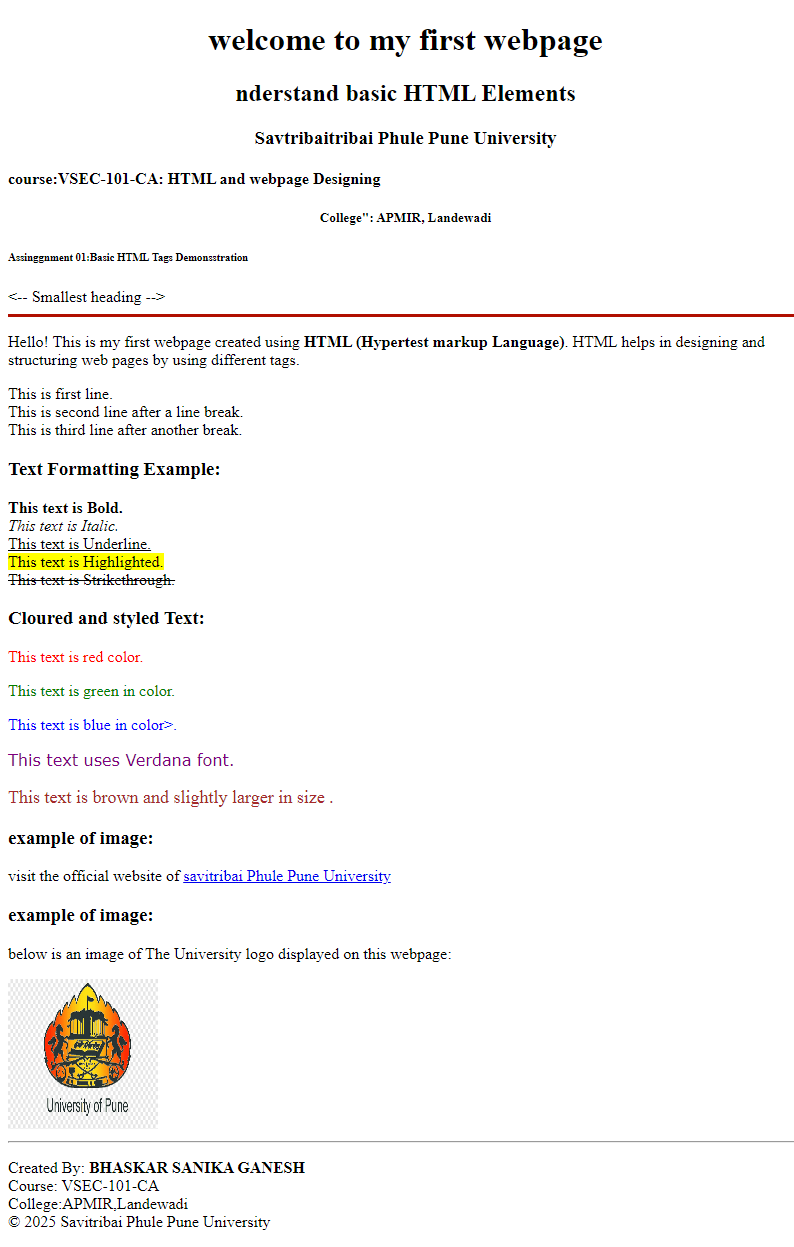 welcome to my first webpage
nderstand basic HTML Elements
Savtribaitribai Phule Pune University
course:VSEC-101-CA: HTML and webpage Designing
College": APMIR, Landewadi
Assinggnment 01:Basic HTML Tags Demonsstration
<-- Smallest heading -->
Hello! This is my first webpage created using HTML (Hypertest markup Language). HTML helps in designing and
structuring web pages by using different tags.
This is first line.
This is second line after a line break.
This is third line after another break.
Text Formatting Example:
This text is Bold.
This text is Italic.
This text is Underline.
This text is Highlighted.
This text is Strikethrough.
Cloured and styled Text:
This text is red color.
This text is green in color.
This text is blue in color>.
This text uses Verdana font.
This text is brown and slightly larger in size .
example of image:
visit the official website of savitribai Phule Pune University
example of image:
below is an image of The University logo displayed on this webpage:
University of Pune
Created By: BHASKAR SANIKA GANESH
Course: VSEC-101-CA
College:APMIR,Landewadi
© 2025 Savitribai Phule Pune University